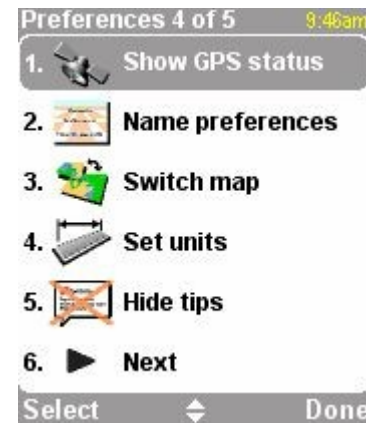 Preferences 4 of 5 9:46am
1. Show GPS status
2. Name preferences
3. Switch map
4. Set units
5. Hide tips
6. Next
Select Done